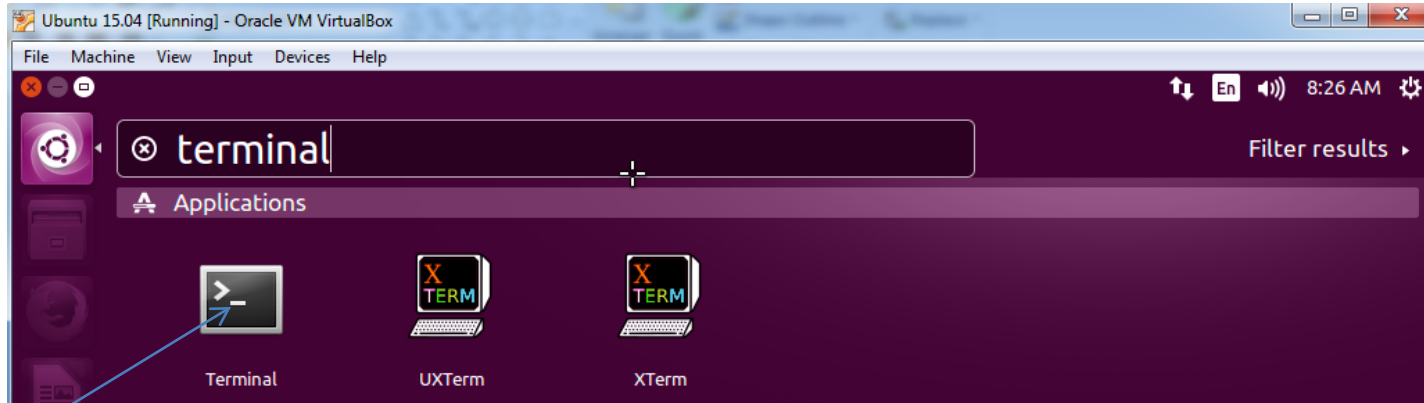 Ubuntu 15.04 [Running] - Oracle VM VirtualBox
File Machine View Input Devices Help
En 8:26 AM
terminal
Filter results
Applications
>_
X TERM
X TERM
Terminal UXTerm XTerm